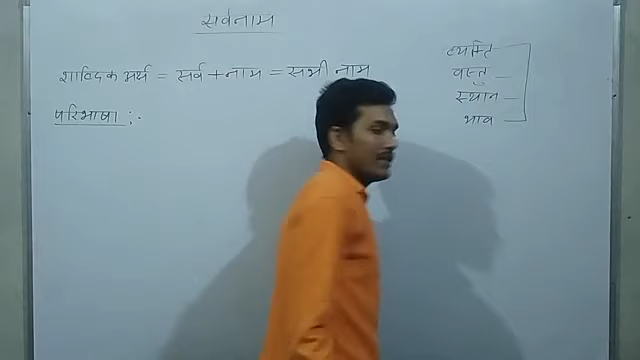 सर्वनाम
शाब्दिक अर्थ = सर्व + नाम = सभी नाम
परिभाषा :-
व्यक्ति
वस्तु
स्थान
भाव